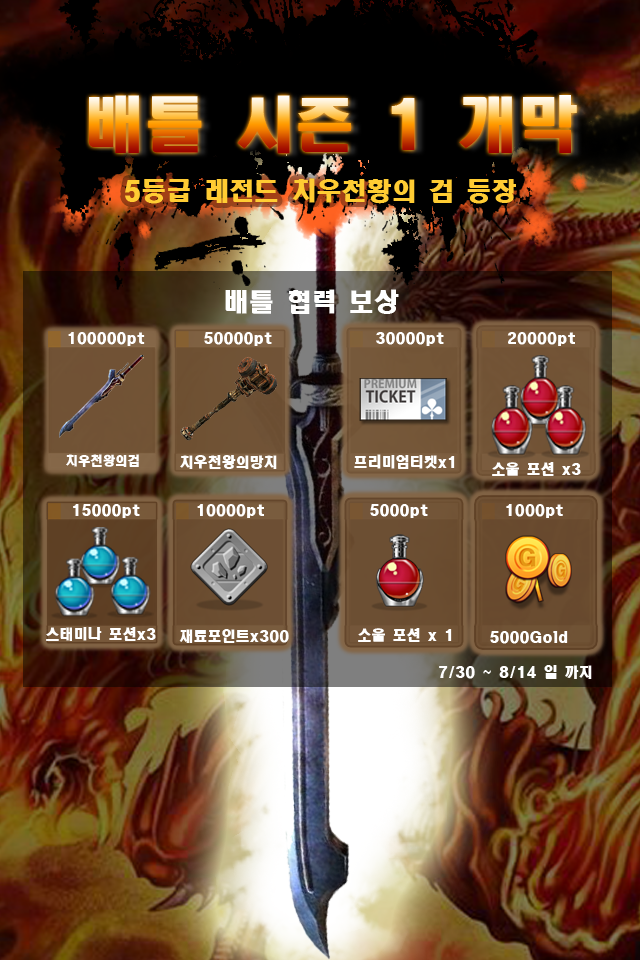 배틀 시즌 1 개막
5등급 레전드 치우천황의 검 등장
배틀 협력 보상
100000pt
치우천왕의검
50000pt
치우천왕의망치
30000pt
PREMIUM
TICKET
프리미엄티켓x1
20000pt
소울 포션 x3
15000pt
스태미나 포션x3
10000pt
재료포인트x300
5000pt
소울 포션 x 1
1000pt
G
G
G
5000Gold
7/30 ~ 8/14 일 까지